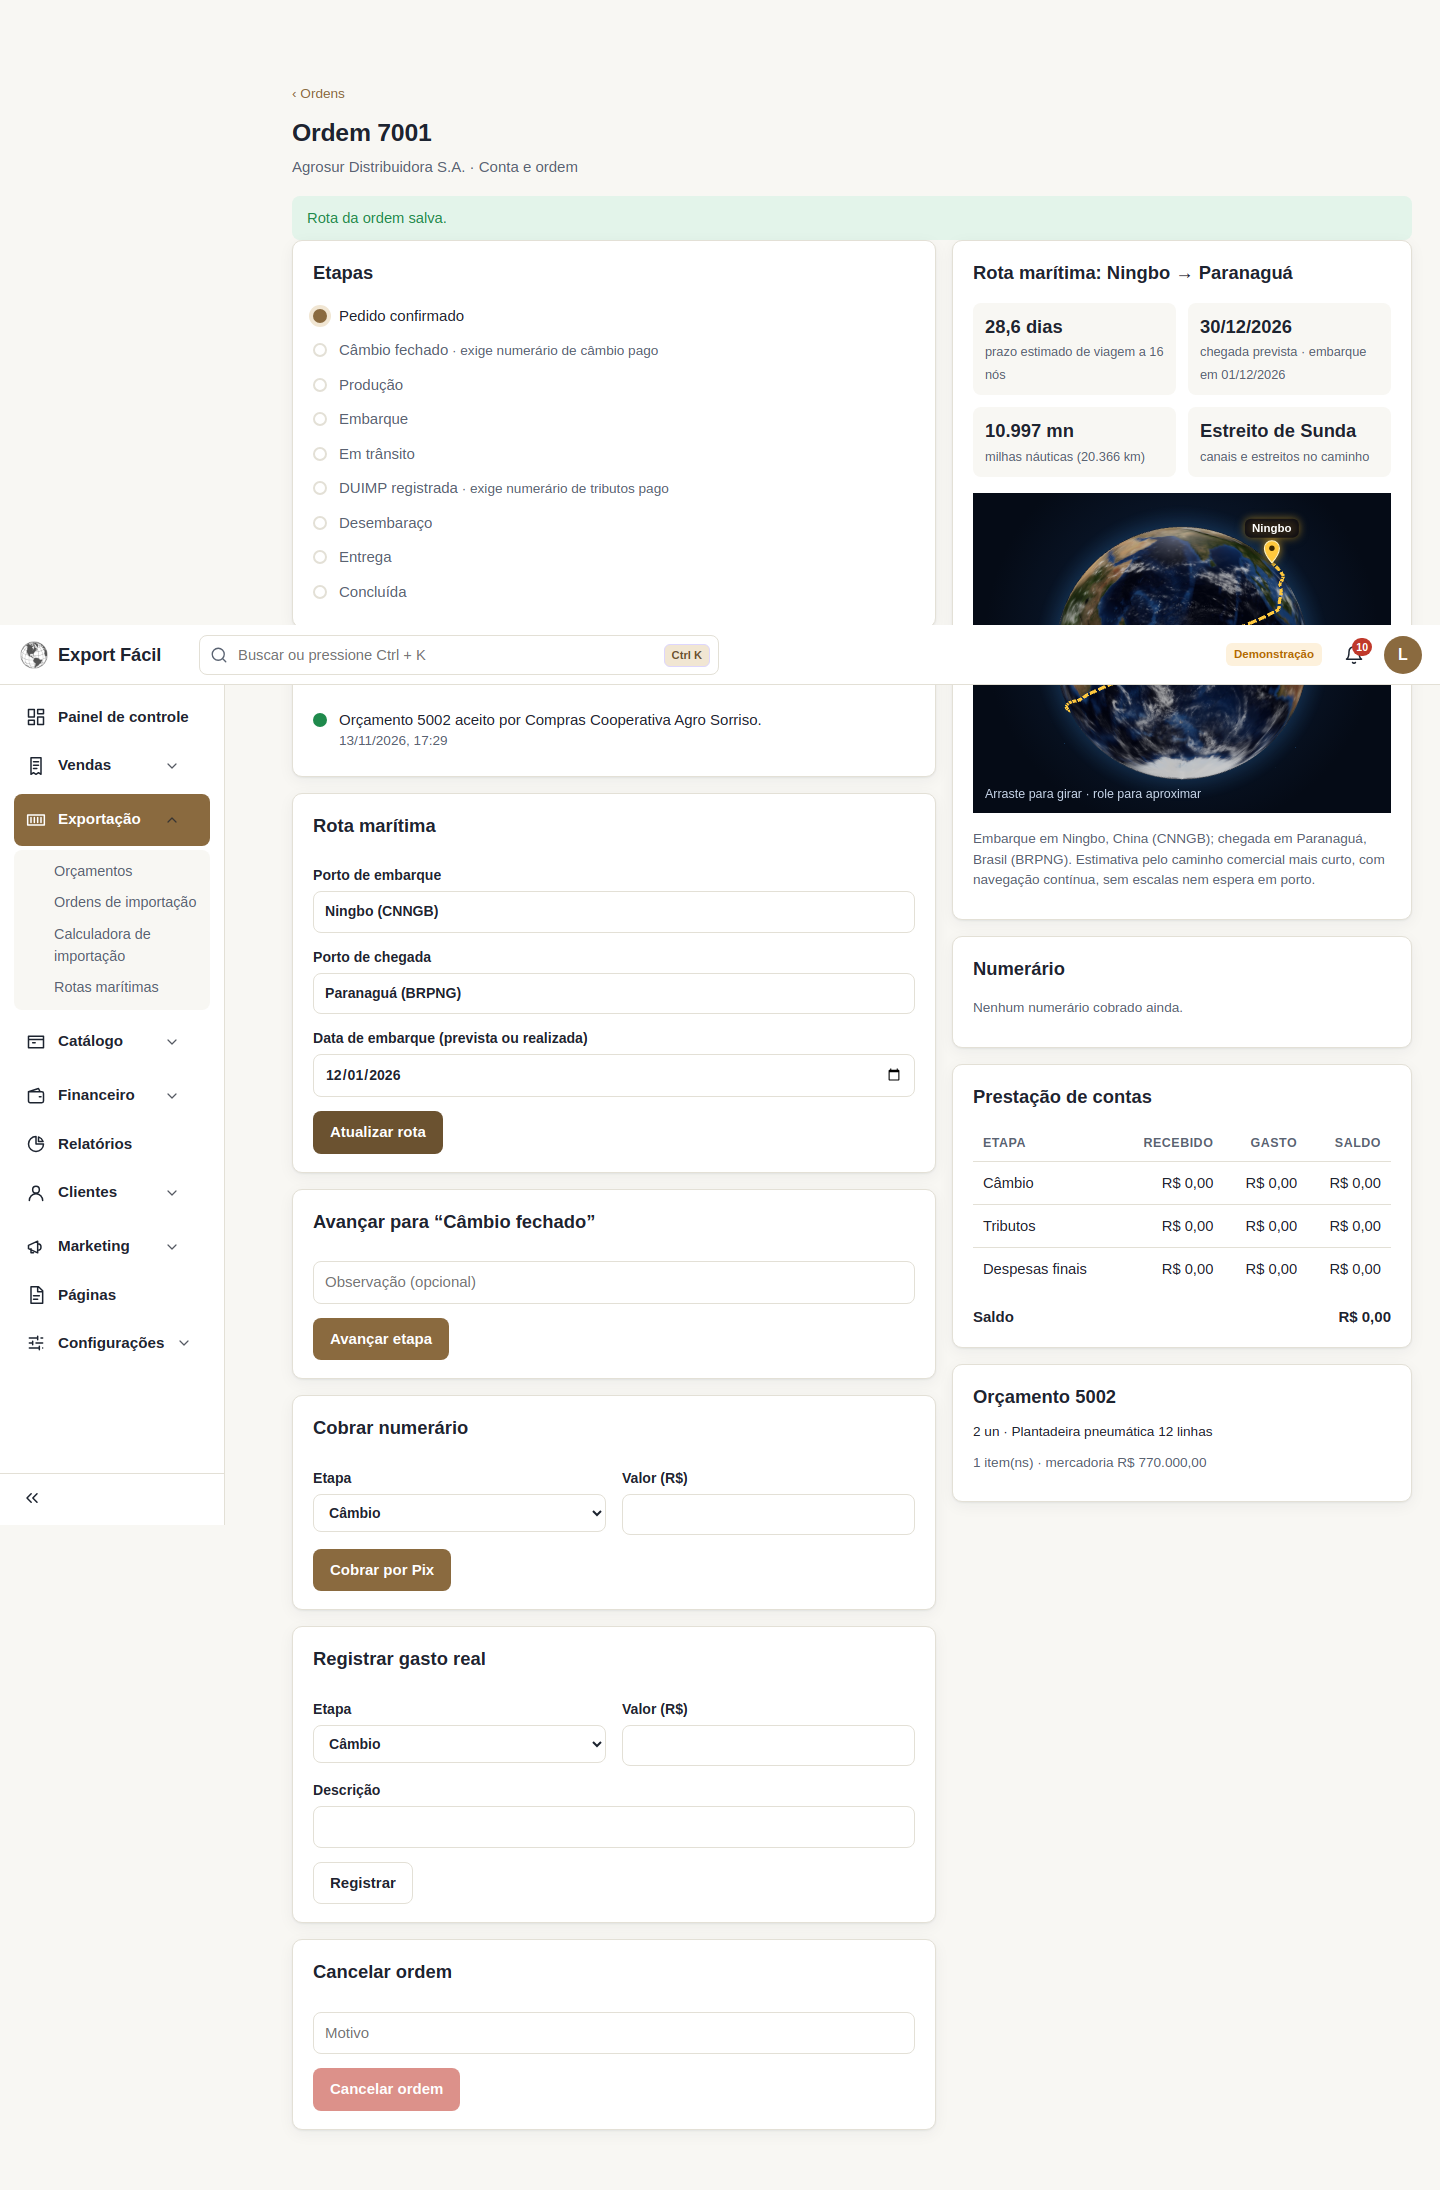 ‹ Ordens
Ordem 7001
Agrosur Distribuidora S.A. · Conta e ordem
Rota da ordem salva.
Etapas
Pedido confirmado
Câmbio fechado · exige numerário de câmbio pago
Produção
Embarque
Em trânsito
DUIMP registrada · exige numerário de tributos pago
Desembaraço
Entrega
Concluída
Rota marítima: Ningbo → Paranaguá
28,6 dias
prazo estimado de viagem a 16
nós
30/12/2026
chegada prevista · embarque
em 01/12/2026
10.997 mn
milhas náuticas (20.366 km)
Estreito de Sunda
canais e estreitos no caminho
Ningbo
Export Fácil
Buscar ou pressione Ctrl + K
Ctrl K
Demonstração
10
L
Painel de controle
Vendas
Exportação
Orçamentos
Ordens de importação
Calculadora de
importação
Rotas marítimas
Catálogo
Financeiro
Relatórios
Clientes
Marketing
Páginas
Configurações
Orçamento 5002 aceito por Compras Cooperativa Agro Sorriso.
13/11/2026, 17:29
Rota marítima
Porto de embarque
Ningbo (CNNGB)
Porto de chegada
Paranaguá (BRPNG)
Data de embarque (prevista ou realizada)
12/01/2026
Atualizar rota
Avançar para “Câmbio fechado”
Observação (opcional)
Avançar etapa
Cobrar numerário
Etapa
Valor (R$)
Câmbio
Cobrar por Pix
Registrar gasto real
Etapa
Valor (R$)
Câmbio
Descrição
Registrar
Cancelar ordem
Motivo
Cancelar ordem
Arraste para girar · role para aproximar
Embarque em Ningbo, China (CNNGB); chegada em Paranaguá,
Brasil (BRPNG). Estimativa pelo caminho comercial mais curto, com
navegação contínua, sem escalas nem espera em porto.
Numerário
Nenhum numerário cobrado ainda.
Prestação de contas
ETAPA RECEBIDO GASTO SALDO
Câmbio R$ 0,00 R$ 0,00 R$ 0,00
Tributos R$ 0,00 R$ 0,00 R$ 0,00
Despesas finais R$ 0,00 R$ 0,00 R$ 0,00
Saldo R$ 0,00
Orçamento 5002
2 un · Plantadeira pneumática 12 linhas
1 item(ns) · mercadoria R$ 770.000,00